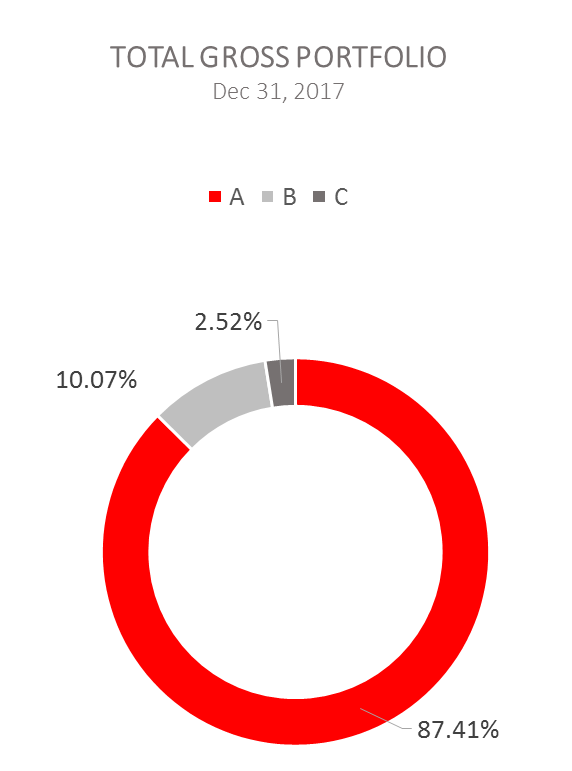 TOTAL GROSS PORTFOLIO
Dec 31, 2017
A B C
2.52%
10.07%
87.41%